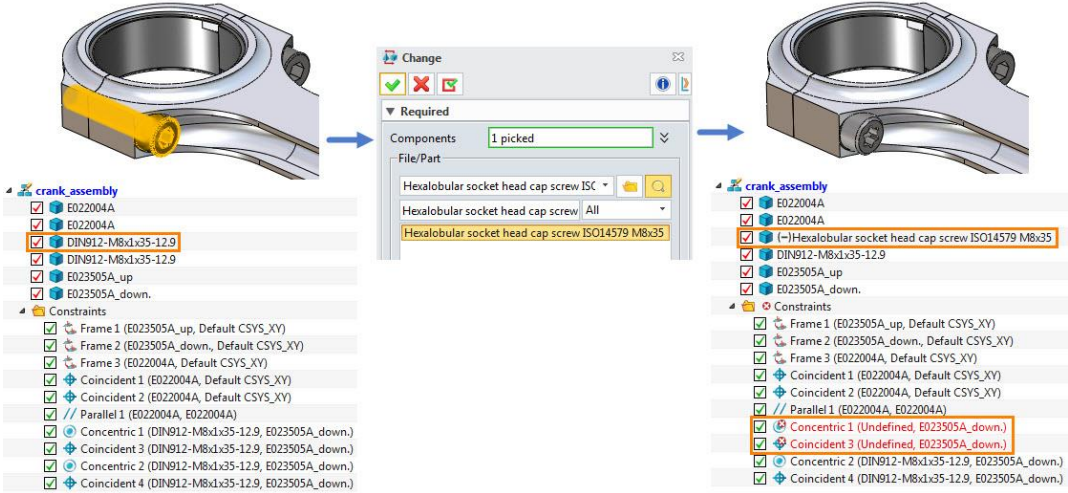 crank_assembly
E022004A
E022004A
DIN912-M8x1x35-12.9
DIN912-M8x1x35-12.9
E023505A_up
E023505A_down.
Constraints
Frame 1 (E023505A_up, Default CSYS_XY)
Frame 2 (E023505A_down., Default CSYS_XY)
Frame 3 (E022004A, Default CSYS_XY)
Coincident 1 (E022004A, Default CSYS_XY)
Coincident 2 (E022004A, Default CSYS_XY)
Parallel 1 (E022004A, E022004A)
Concentric 1 (DIN912-M8x1x35-12.9, E023505A_down.)
Coincident 3 (DIN912-M8x1x35-12.9, E023505A_down.)
Concentric 2 (DIN912-M8x1x35-12.9, E023505A_down.)
Coincident 4 (DIN912-M8x1x35-12.9, E023505A_down.)
Change
Required
Components 1 picked
File/Part
Hexalobular socket head cap screw ISC
Hexalobular socket head cap screw All
Hexalobular socket head cap screw ISO14579 M8x35
crank_assembly
E022004A
E022004A
(-)Hexalobular socket head cap screw ISO14579 M8x35
DIN912-M8x1x35-12.9
E023505A_up
E023505A_down.
Constraints
Frame 1 (E023505A_up, Default CSYS_XY)
Frame 2 (E023505A_down., Default CSYS_XY)
Frame 3 (E022004A, Default CSYS_XY)
Coincident 1 (E022004A, Default CSYS_XY)
Coincident 2 (E022004A, Default CSYS_XY)
Parallel 1 (E022004A, E022004A)
Concentric 1 (Undefined, E023505A_down.)
Coincident 3 (Undefined, E023505A_down.)
Concentric 2 (DIN912-M8x1x35-12.9, E023505A_down.)
Coincident 4 (DIN912-M8x1x35-12.9, E023505A_down.)